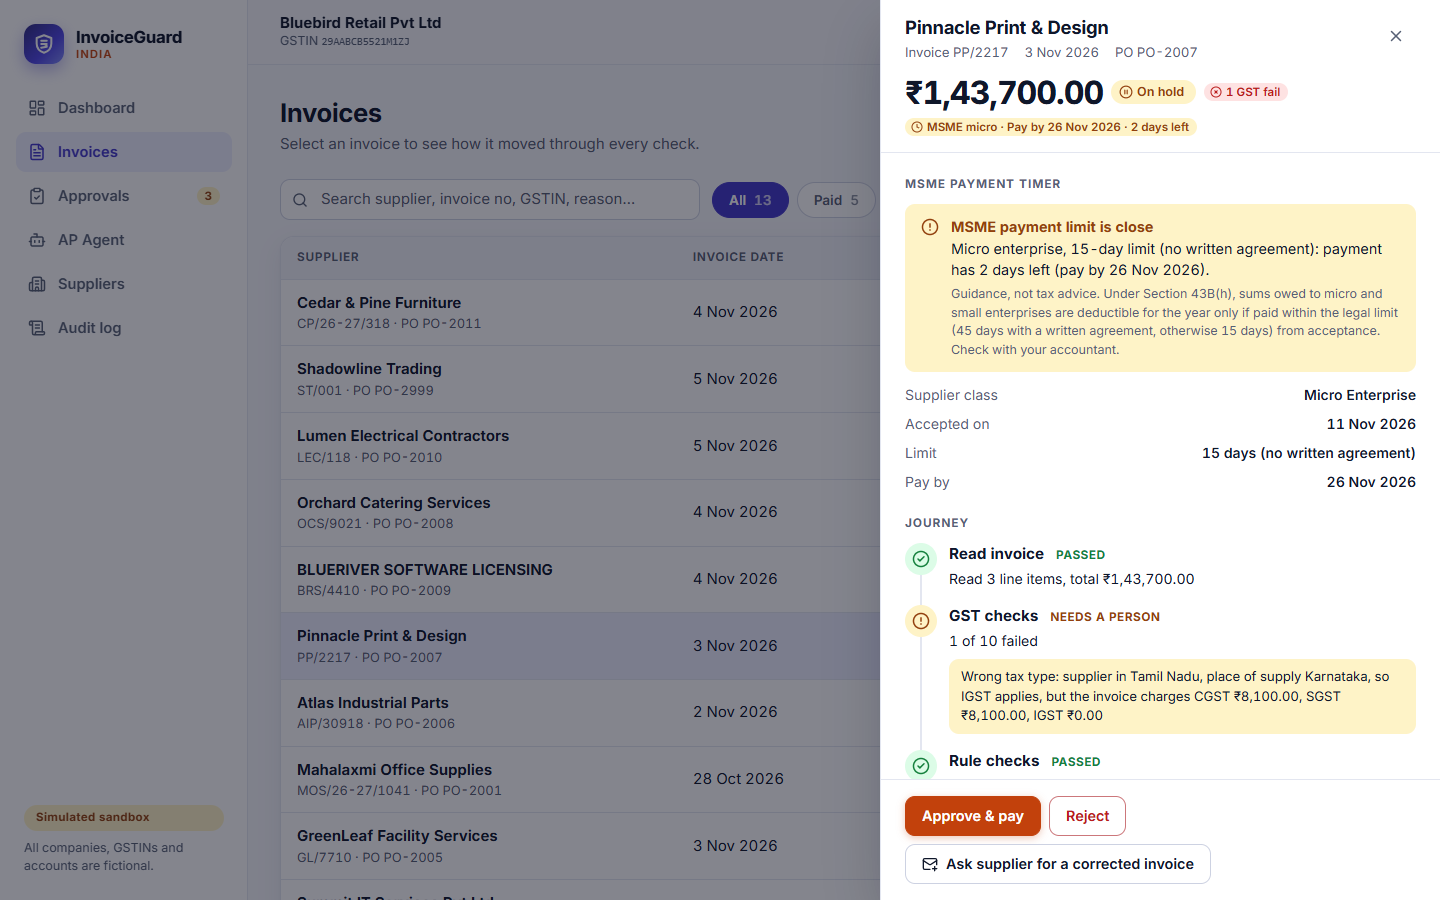 InvoiceGuard
INDIA
Dashboard
Invoices
Approvals 3
AP Agent
Suppliers
Audit log
Simulated sandbox
All companies, GSTINs and
accounts are fictional.
Bluebird Retail Pvt Ltd
GSTIN 29AABCB5521M1ZJ
Invoices
Select an invoice to see how it moved through every check.
Search supplier, invoice no, GSTIN, reason...
All 13
Paid 5
SUPPLIER INVOICE DATE
Cedar & Pine Furniture
CP/26-27/318 · PO PO-2011
4 Nov 2026
Shadowline Trading
ST/001 · PO PO-2999
5 Nov 2026
Lumen Electrical Contractors
LEC/118 · PO PO-2010
5 Nov 2026
Orchard Catering Services
OCS/9021 · PO PO-2008
4 Nov 2026
BLUERIVER SOFTWARE LICENSING
BRS/4410 · PO PO-2009
4 Nov 2026
Pinnacle Print & Design
PP/2217 · PO PO-2007
3 Nov 2026
Atlas Industrial Parts
AIP/30918 · PO PO-2006
2 Nov 2026
Mahalaxmi Office Supplies
MOS/26-27/1041 · PO PO-2001
28 Oct 2026
GreenLeaf Facility Services
GL/7710 · PO PO-2005
3 Nov 2026
Pinnacle Print & Design
Invoice PP/2217 3 Nov 2026 PO PO-2007
₹1,43,700.00 On hold 1 GST fail
MSME micro · Pay by 26 Nov 2026 · 2 days left
MSME PAYMENT TIMER
MSME payment limit is close
Micro enterprise, 15-day limit (no written agreement): payment
has 2 days left (pay by 26 Nov 2026).
Guidance, not tax advice. Under Section 43B(h), sums owed to micro and
small enterprises are deductible for the year only if paid within the legal limit
(45 days with a written agreement, otherwise 15 days) from acceptance.
Check with your accountant.
Supplier class Micro Enterprise
Accepted on 11 Nov 2026
Limit 15 days (no written agreement)
Pay by 26 Nov 2026
JOURNEY
Read invoice PASSED
Read 3 line items, total ₹1,43,700.00
GST checks NEEDS A PERSON
1 of 10 failed
Wrong tax type: supplier in Tamil Nadu, place of supply Karnataka, so
IGST applies, but the invoice charges CGST ₹8,100.00, SGST
₹8,100.00, IGST ₹0.00
Rule checks PASSED
Approve & pay
Reject
Ask supplier for a corrected invoice